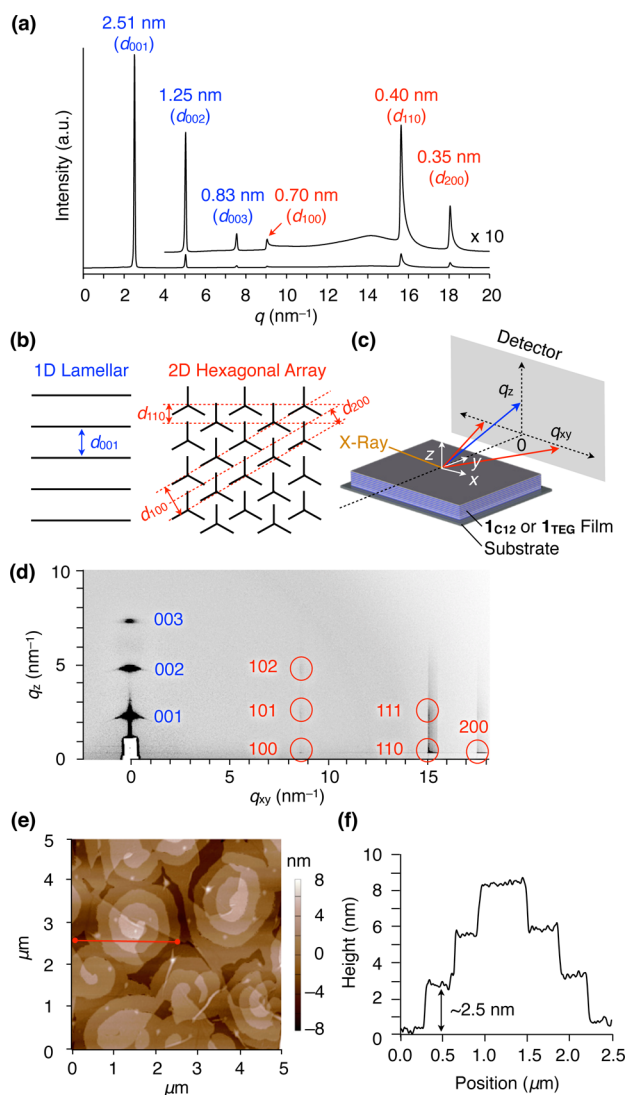 (a)
2.51 nm
(d001)
1.25 nm
(d002)
0.83 nm
(d003)
0.70 nm
(d100)
0.40 nm
(d110)
0.35 nm
(d200)
x 10
Intensity (a.u.)
0 2 4 6 8 10 12 14 16 18 20
q (nm–1)
(b)
1D Lamellar
2D Hexagonal Array
d001
d110
d200
d100
(c)
Detector
qz
qxy
0
X-Ray
z
y
x
1C12 or 1TEG Film
Substrate
(d)
10
5
0
qz (nm–1)
003
002
001
102
101
100
111
110
200
0 5 10 15
qxy (nm–1)
(e)
5
4
3
2
1
0
μm
0 1 2 3 4 5
μm
nm
8
4
0
–4
–8
(f)
10
8
6
4
2
0
Height (nm)
~2.5 nm
0.0 0.5 1.0 1.5 2.0 2.5
Position (μm)